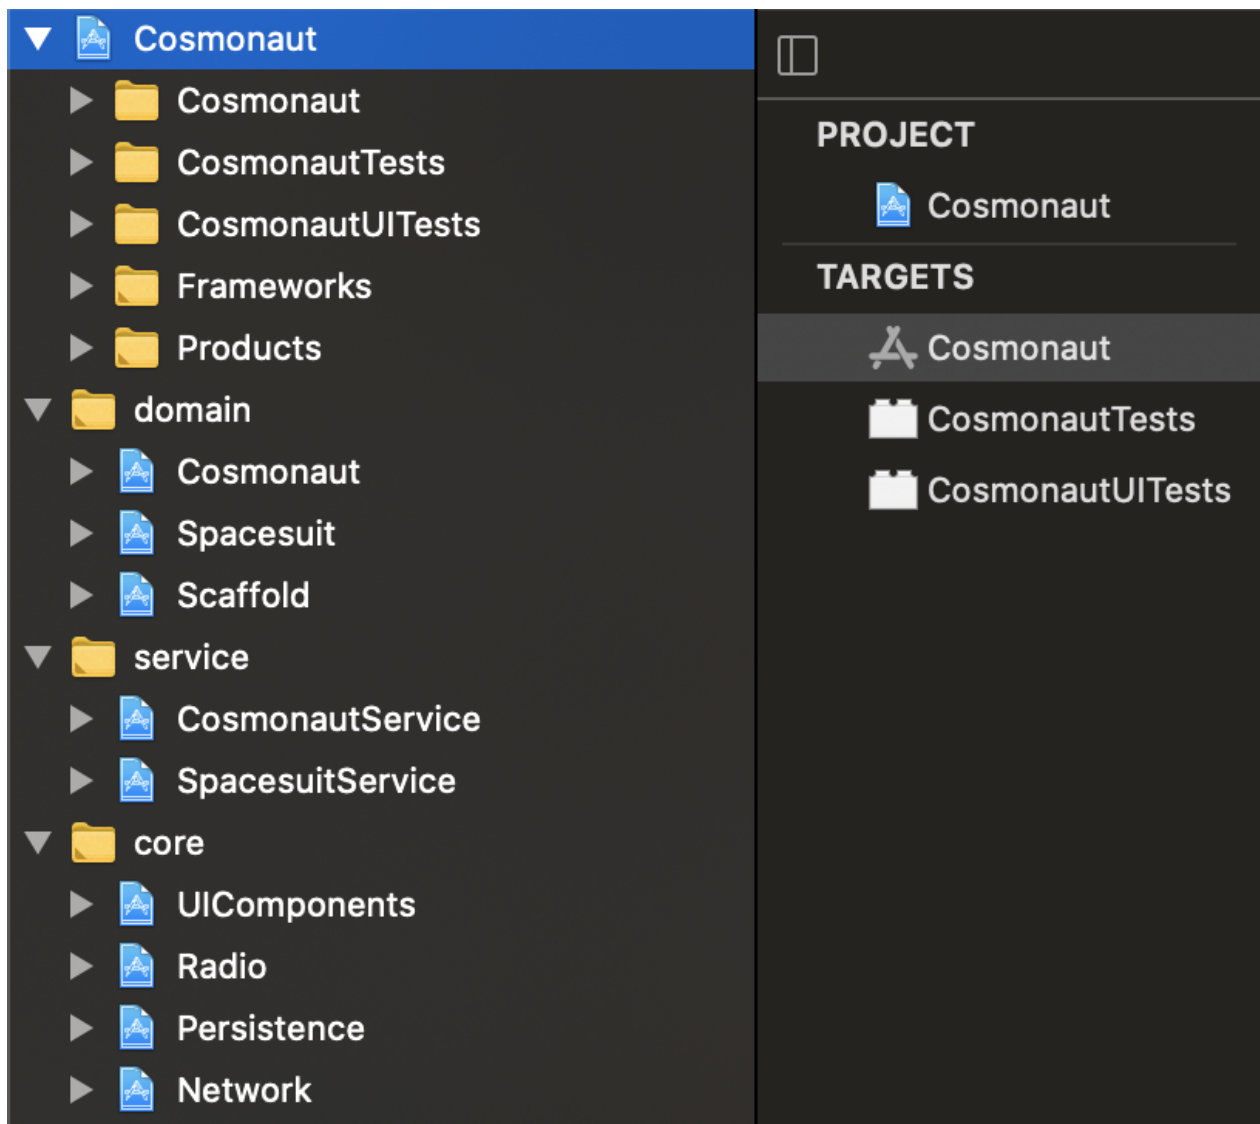 Cosmonaut
Cosmonaut
CosmonautTests
CosmonautUITests
Frameworks
Products
domain
Cosmonaut
Spacesuit
Scaffold
service
CosmonautService
SpacesuitService
core
UIComponents
Radio
Persistence
Network
PROJECT
Cosmonaut
TARGETS
Cosmonaut
CosmonautTests
CosmonautUITests